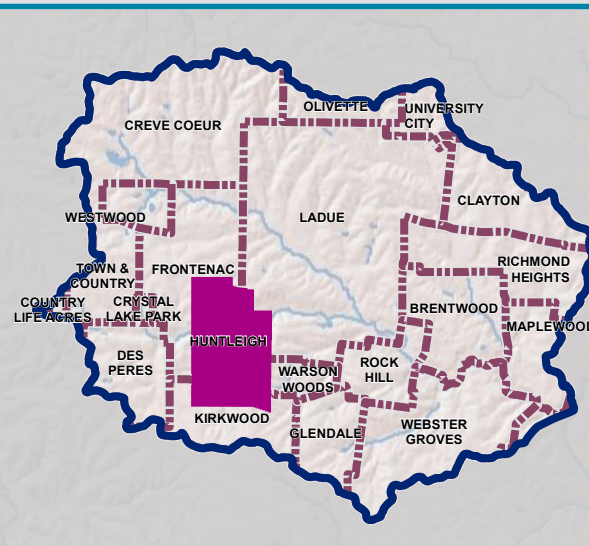 OLIVETTE
UNIVERSITY
CITY
CREVE COEUR
CLAYTON
WESTWOOD
LADUE
TOWN &
COUNTRY
FRONTENAC
RICHMOND
HEIGHTS
COUNTRY
LIFE ACRES
CRYSTAL
LAKE PARK
BRENTWOOD
MAPLEWOOD
HUNTLEIGH
DES
PERES
WARSON
WOODS
ROCK
HILL
KIRKWOOD
GLENDALE
WEBSTER
GROVES